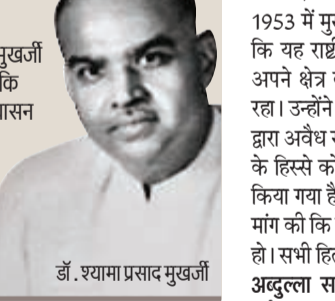 मुखर्जी
कि
ासन
डॉ. श्यामा प्रसाद मुखर्जी
1953 में मु
कि यह राष्ट्
अपने क्षेत्र
रहा। उन्होंने
द्वारा अवैध
के हिस्से को
किया गया है
मांग की कि
हो। सभी हि
अब्दुल्ला स